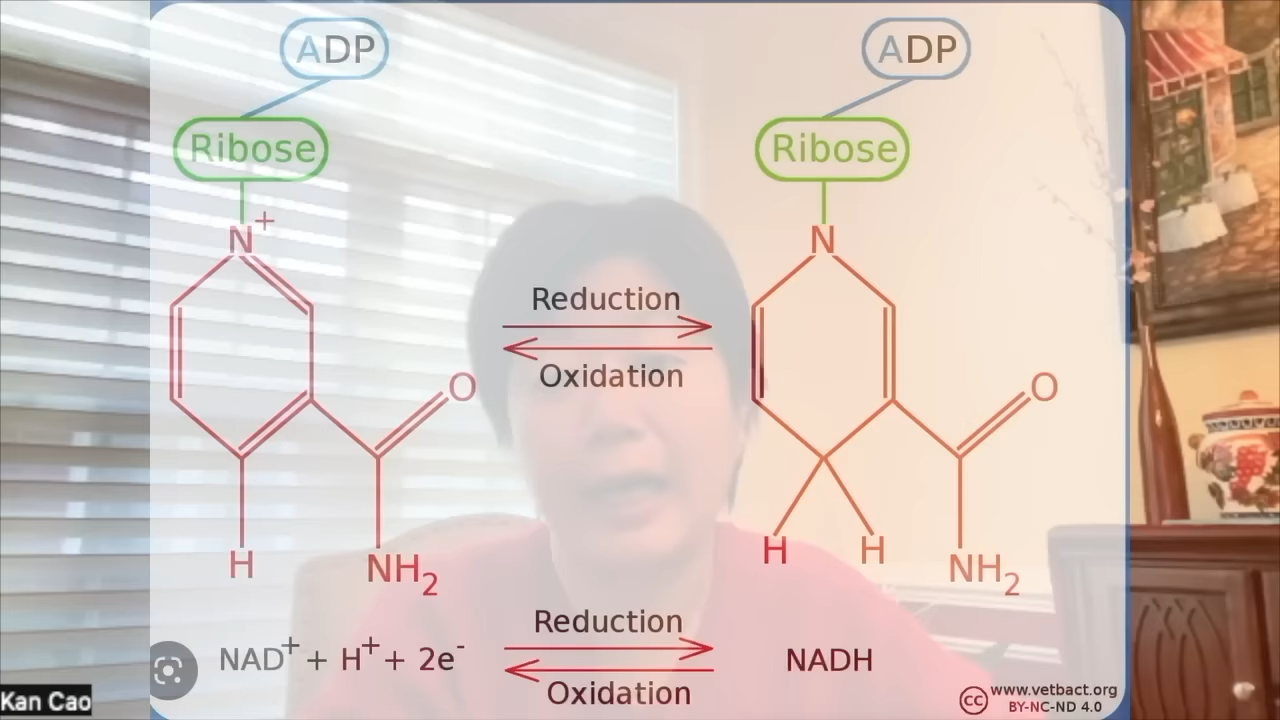 ADP
ADP
Ribose
Ribose
N+
N
Reduction
Oxidation
O
O
H
NH2
H
H
NH2
Reduction
NAD+ + H+ + 2e-
NADH
Oxidation
Kan Cao
cc www.vetbact.org
BY-NC-ND 4.0